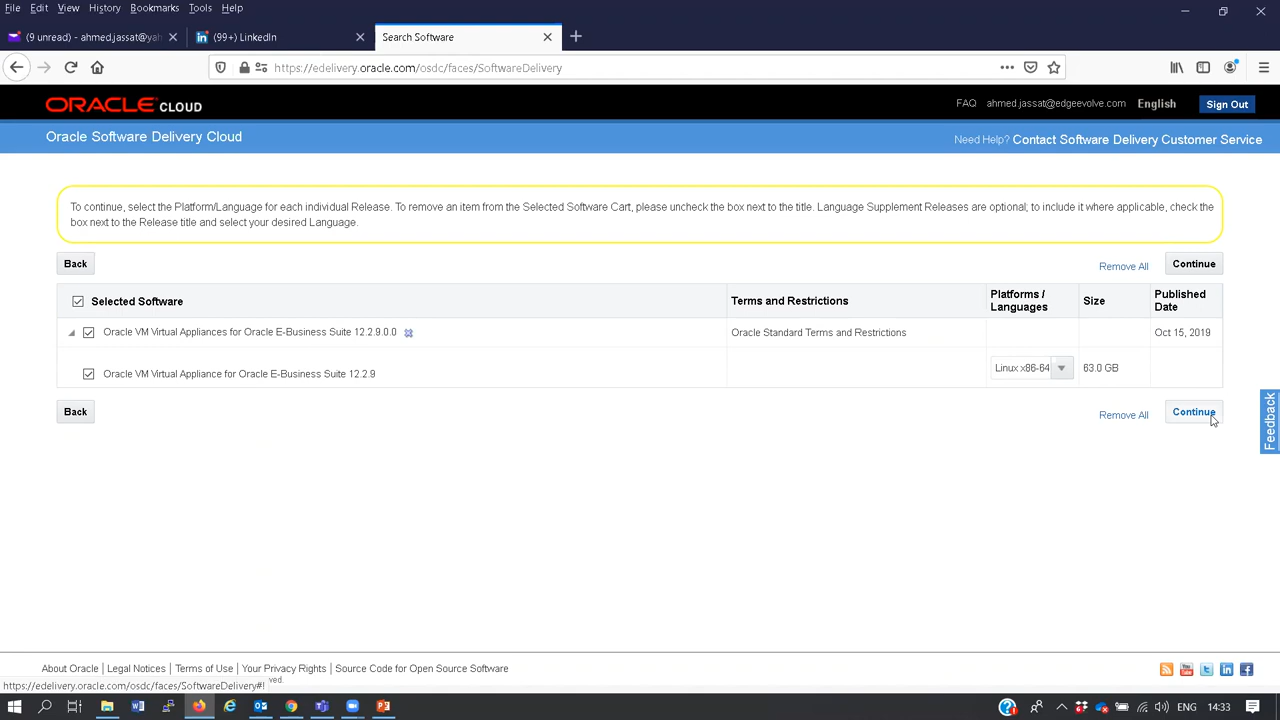 File Edit View History Bookmarks Tools Help
(9 unread) - ahmed.jassat@yah
(99+) LinkedIn
Search Software
https://edelivery.oracle.com/osdc/faces/SoftwareDelivery
ORACLE CLOUD
FAQ ahmed.jassat@edgeevolve.com English Sign Out
Oracle Software Delivery Cloud
Need Help? Contact Software Delivery Customer Service
To continue, select the Platform/Language for each individual Release. To remove an item from the Selected Software Cart, please uncheck the box next to the title. Language Supplement Releases are optional; to include it where applicable, check the
box next to the Release title and select your desired Language.
Back
Remove All Continue
Selected Software Terms and Restrictions Platforms / Languages Size Published Date
Oracle VM Virtual Appliances for Oracle E-Business Suite 12.2.9.0.0 Oracle Standard Terms and Restrictions Oct 15, 2019
Oracle VM Virtual Appliance for Oracle E-Business Suite 12.2.9 Linux x86-64 63.0 GB
Back
Remove All Continue
Feedback
About Oracle | Legal Notices | Terms of Use | Your Privacy Rights | Source Code for Open Source Software
ved.
https://edelivery.oracle.com/osdc/faces/SoftwareDelivery#!
ENG 14:33